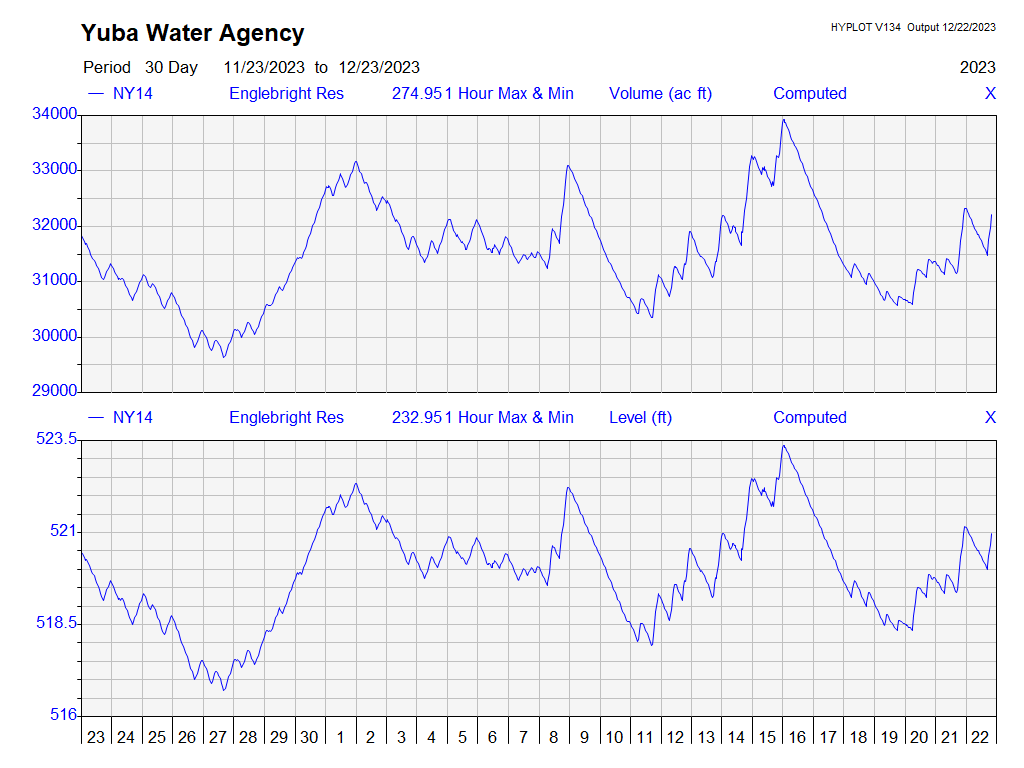 Yuba Water Agency
HYPLOT V134 Output 12/22/2023
Period 30 Day 11/23/2023 to 12/23/2023 2023
NY14 Englebright Res 274.951 Hour Max & Min Volume (ac ft) Computed X
34000
33000
32000
31000
30000
29000
NY14 Englebright Res 232.951 Hour Max & Min Level (ft) Computed X
523.5
521
518.5
516
23 24 25 26 27 28 29 30 1 2 3 4 5 6 7 8 9 10 11 12 13 14 15 16 17 18 19 20 21 22